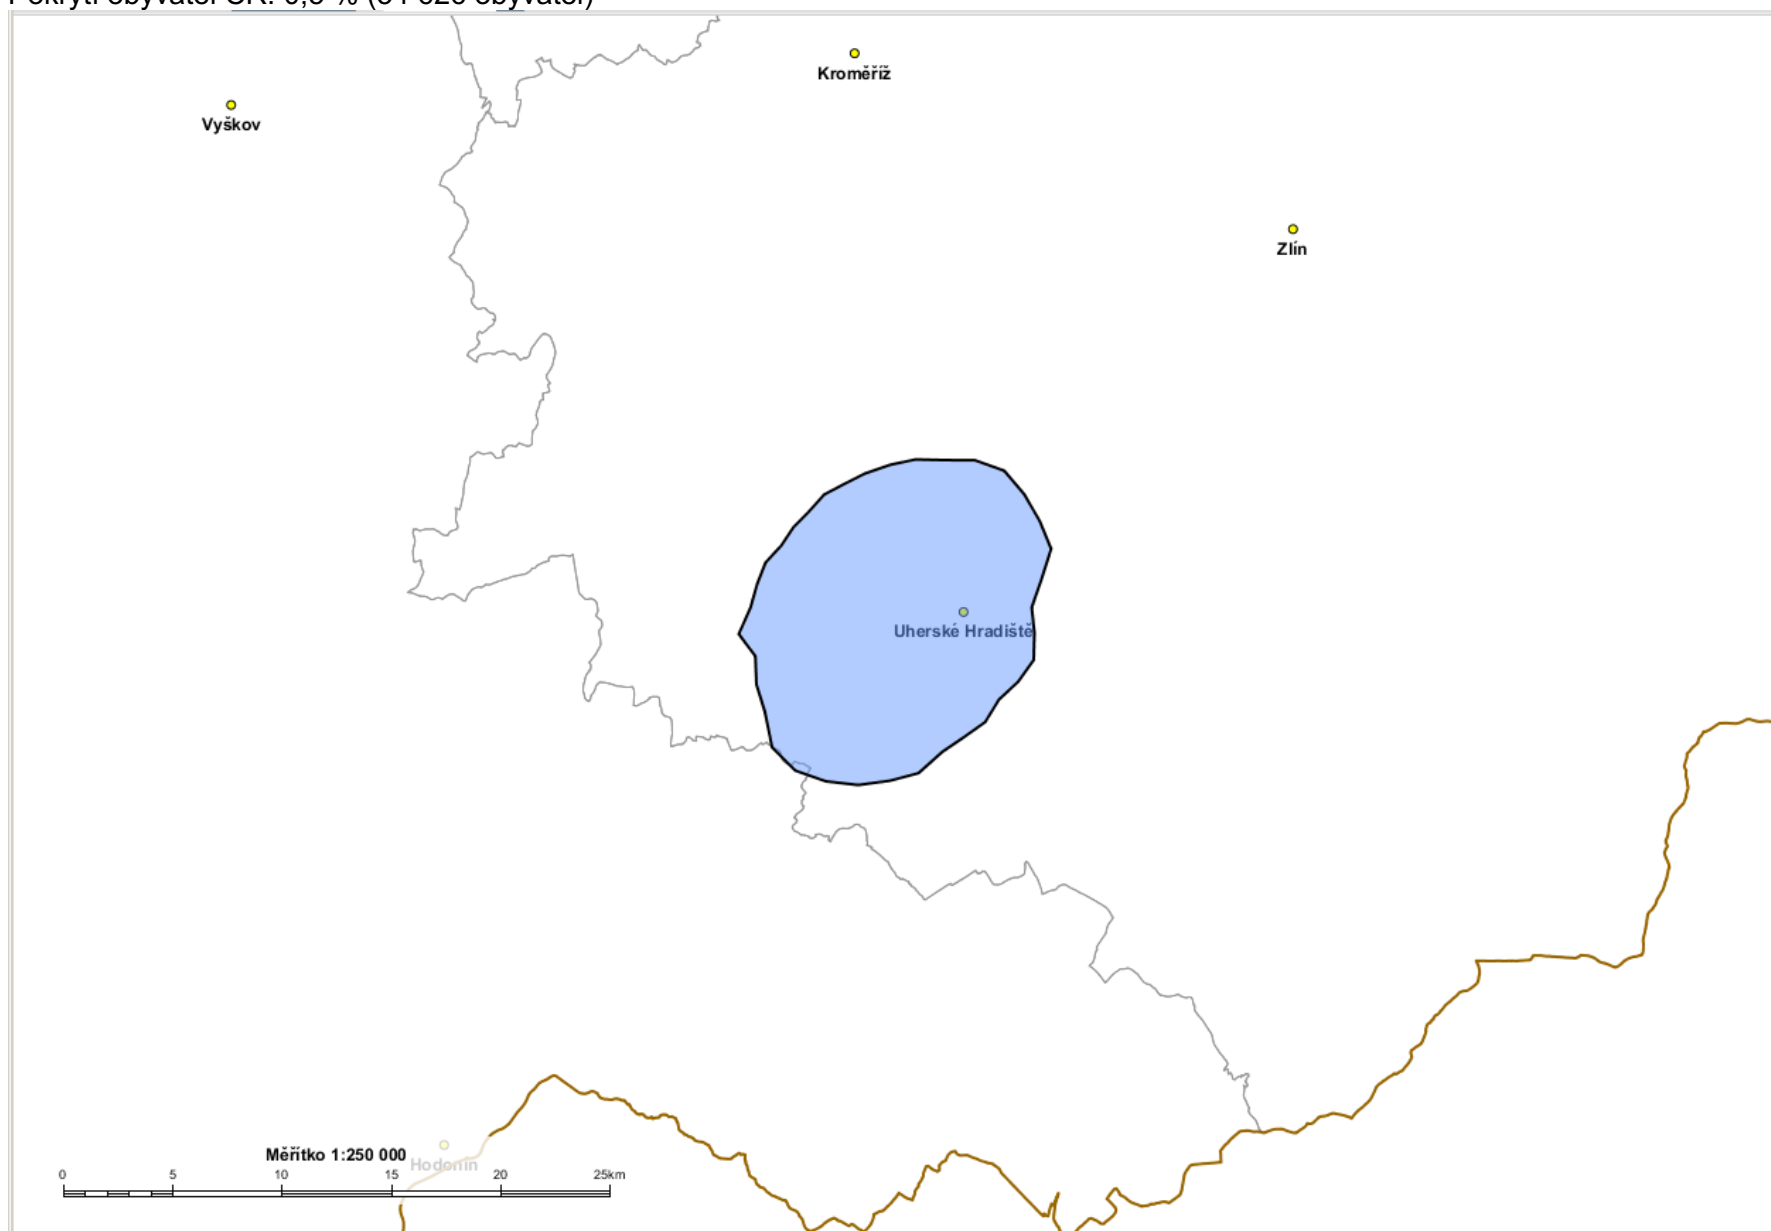 Kroměříž
Vyškov
Zlín
Uherské Hradiště
Měřítko 1:250 000
Hodonín
0 5 10 15 20 25km